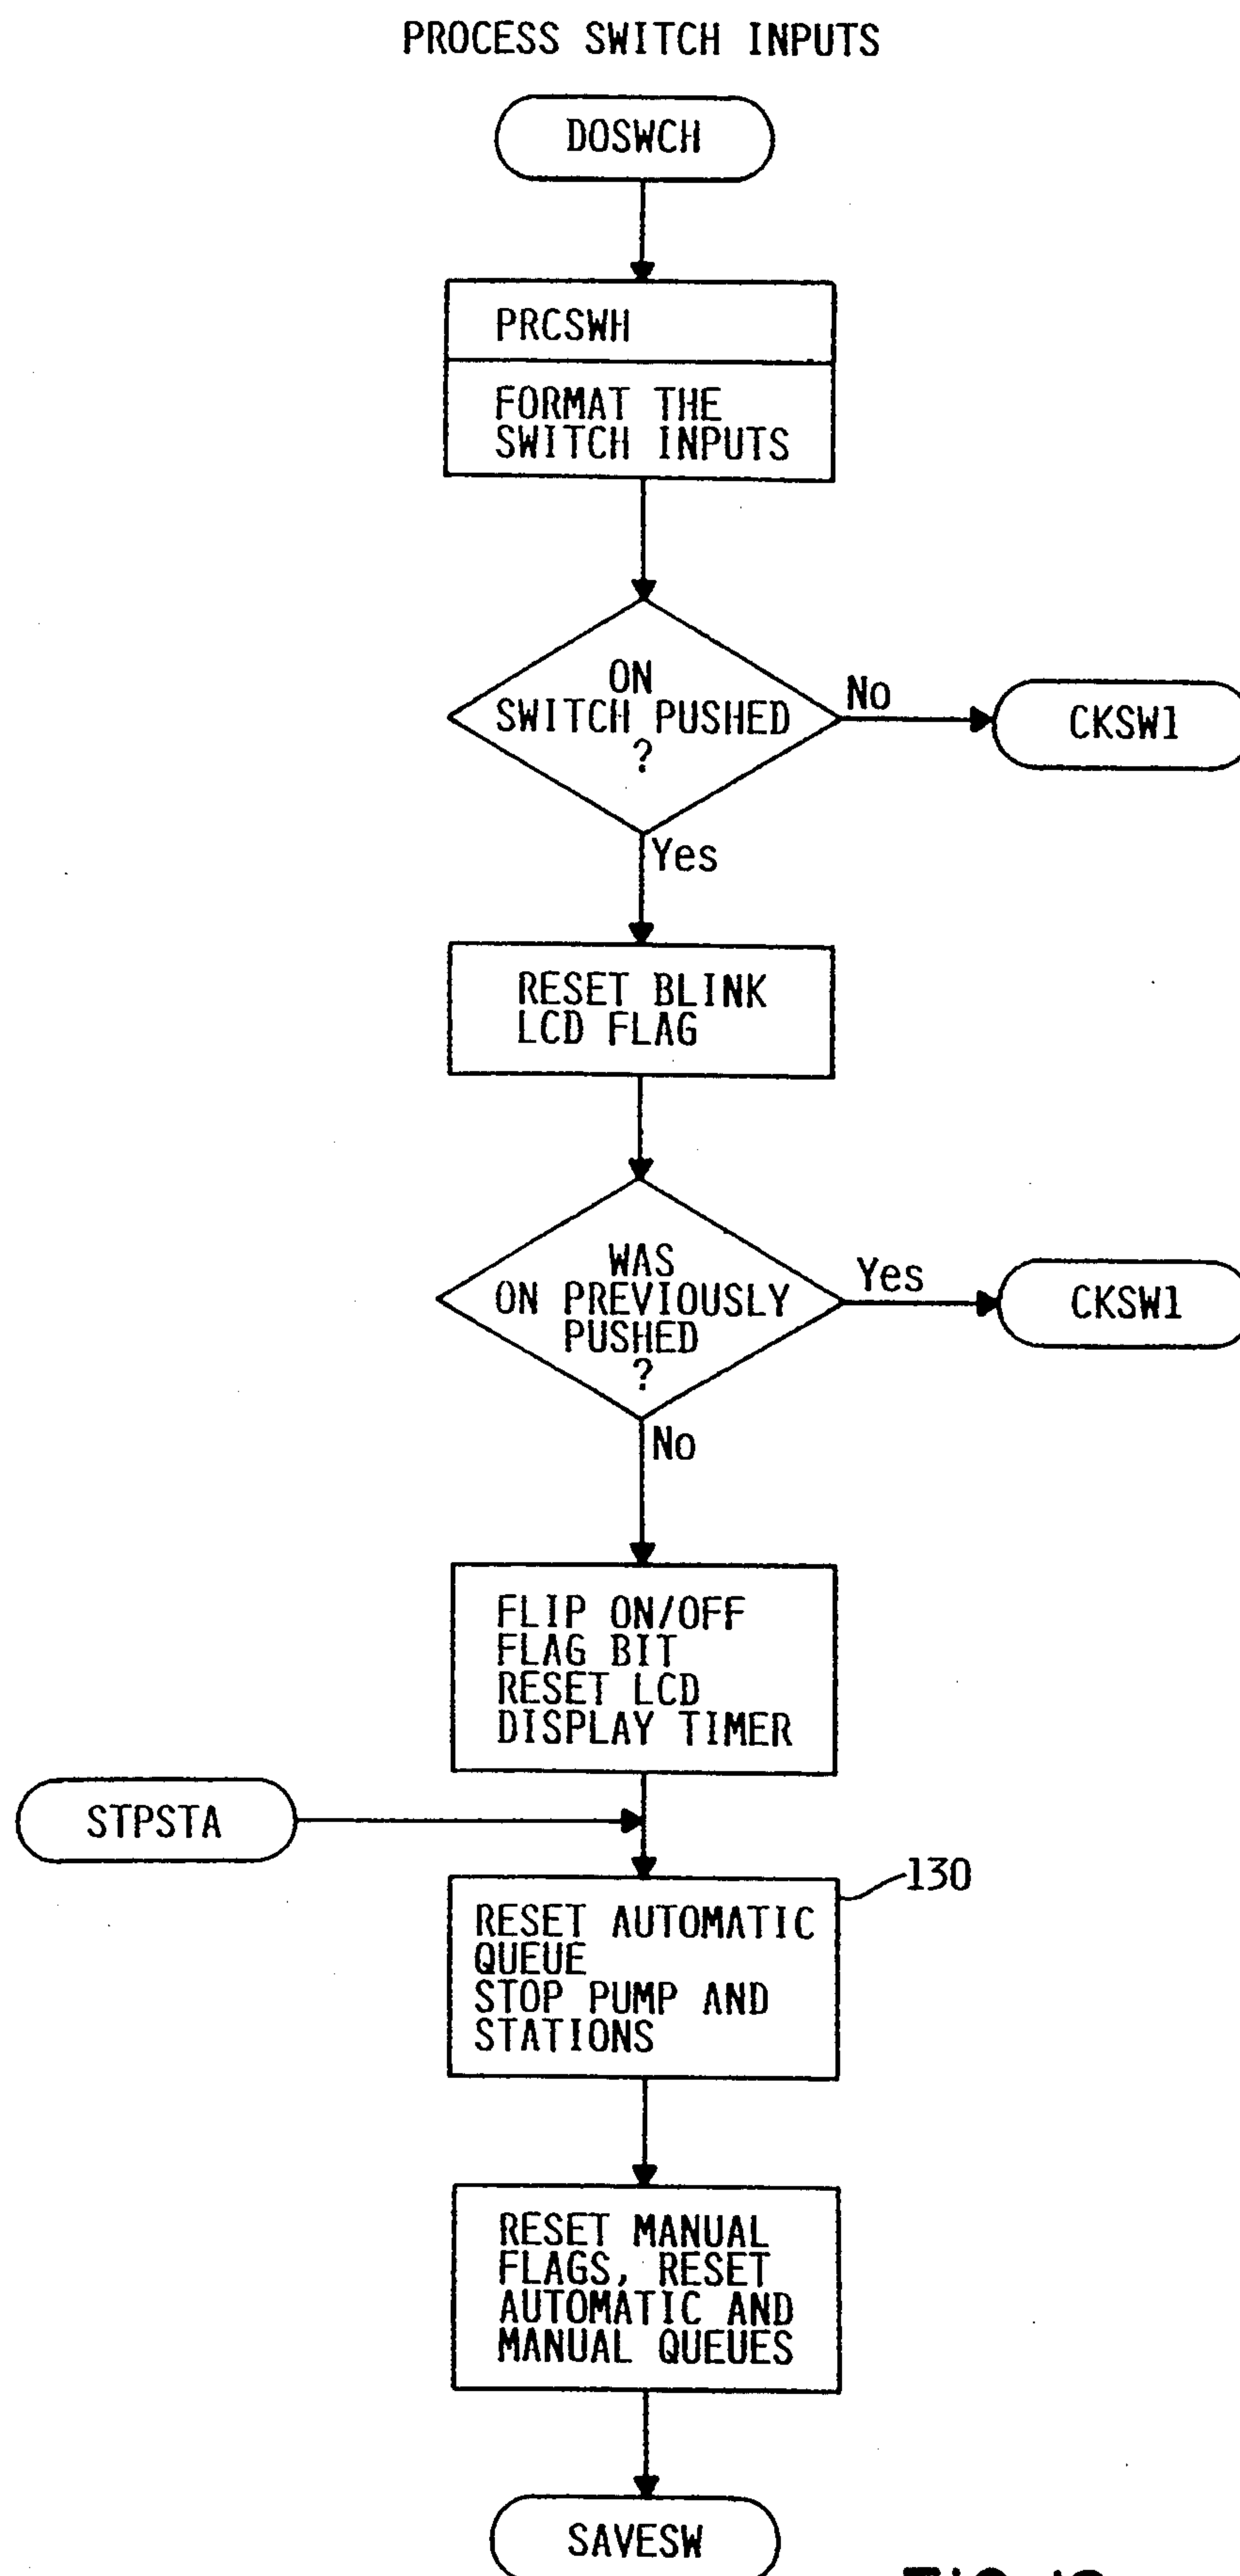 PROCESS SWITCH INPUTS
DOSWCH
PRCSWH
FORMAT THE
SWITCH INPUTS
ON
SWITCH PUSHED
?
No
CKSW1
Yes
RESET BLINK
LCD FLAG
WAS
ON PREVIOUSLY
PUSHED
?
Yes
CKSW1
No
FLIP ON/OFF
FLAG BIT
RESET LCD
DISPLAY TIMER
STPSTA
130
RESET AUTOMATIC
QUEUE
STOP PUMP AND
STATIONS
RESET MANUAL
FLAGS, RESET
AUTOMATIC AND
MANUAL QUEUES
SAVESW